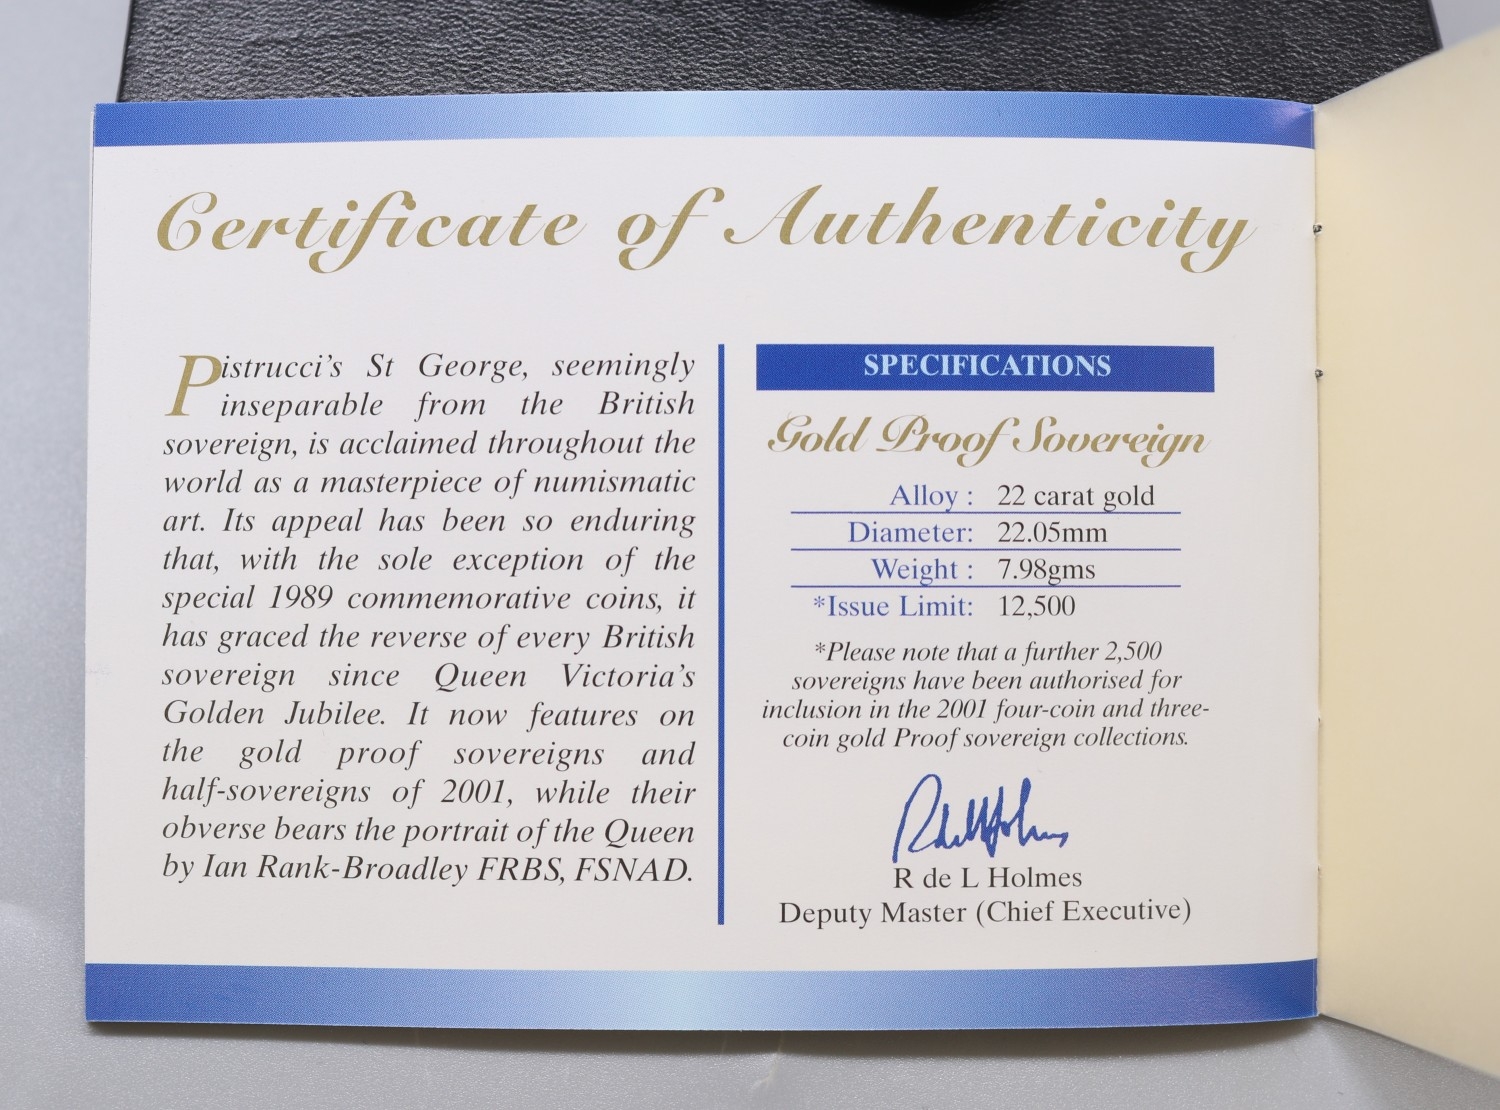 Certificate of Authenticity
Pistrucci's St George, seemingly
inseparable from the British
sovereign, is acclaimed throughout the
world as a masterpiece of numismatic
art. Its appeal has been so enduring
that, with the sole exception of the
special 1989 commemorative coins, it
has graced the reverse of every British
sovereign since Queen Victoria's
Golden Jubilee. It now features on
the gold proof sovereigns and
half-sovereigns of 2001, while their
obverse bears the portrait of the Queen
by Ian Rank-Broadley FRBS, FSNAD.
SPECIFICATIONS
Gold Proof Sovereign
Alloy : 22 carat gold
Diameter: 22.05mm
Weight : 7.98gms
*Issue Limit: 12,500
*Please note that a further 2,500
sovereigns have been authorised for
inclusion in the 2001 four-coin and three-
coin gold Proof sovereign collections.
R de L Holmes
Deputy Master (Chief Executive)